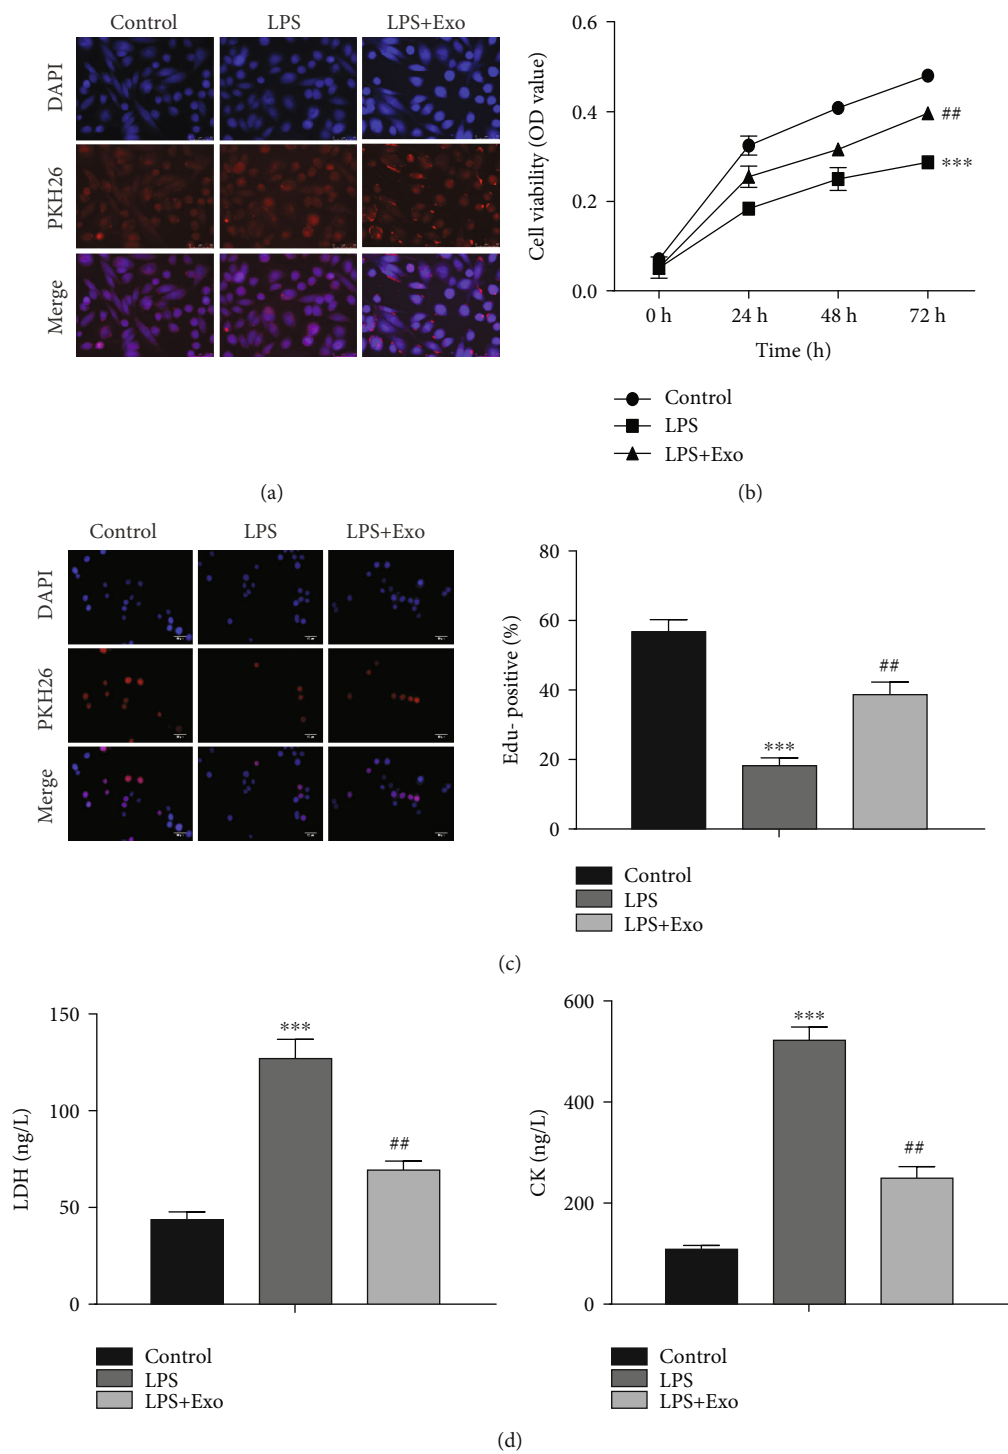 Control LPS LPS+Exo
DAPI
PKH26
Merge
(a)
Cell viability (OD value)
0.6
0.4
0.2
0.0
0 h 24 h 48 h 72 h
##
***
Time (h)
Control
LPS
LPS+Exo
(b)
Control LPS LPS+Exo
DAPI
PKH26
Merge
Edu- positive (%)
80
60
40
20
0
***
##
Control
LPS
LPS+Exo
(c)
LDH (ng/L)
150
100
50
0
***
##
Control
LPS
LPS+Exo
CK (ng/L)
600
400
200
0
***
##
Control
LPS
LPS+Exo
(d)